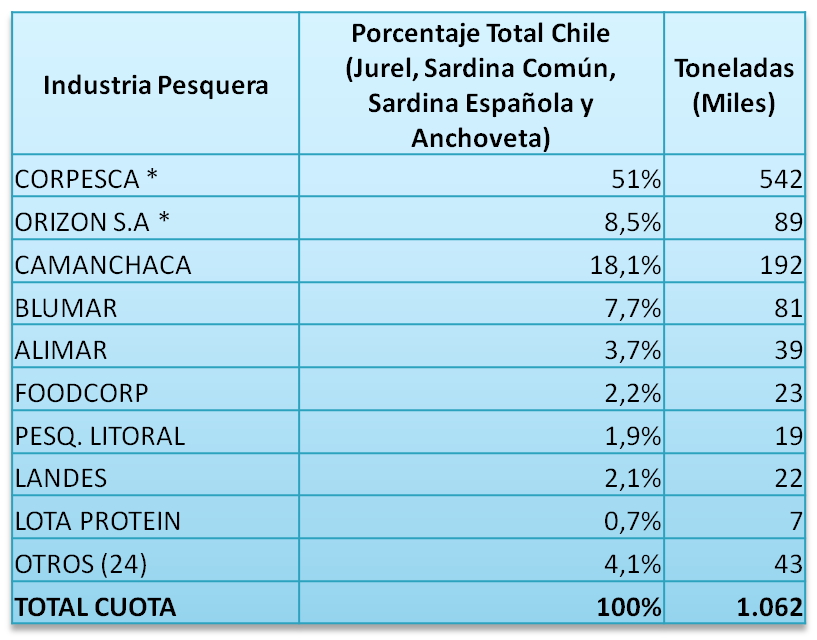 Industria Pesquera
Porcentaje Total Chile
(Jurel, Sardina Común,
Sardina Española y
Anchoveta)
Toneladas
(Miles)
CORPESCA * 51% 542
ORIZON S.A * 8,5% 89
CAMANCHACA 18,1% 192
BLUMAR 7,7% 81
ALIMAR 3,7% 39
FOODCORP 2,2% 23
PESQ. LITORAL 1,9% 19
LANDES 2,1% 22
LOTA PROTEIN 0,7% 7
OTROS (24) 4,1% 43
TOTAL CUOTA 100% 1.062